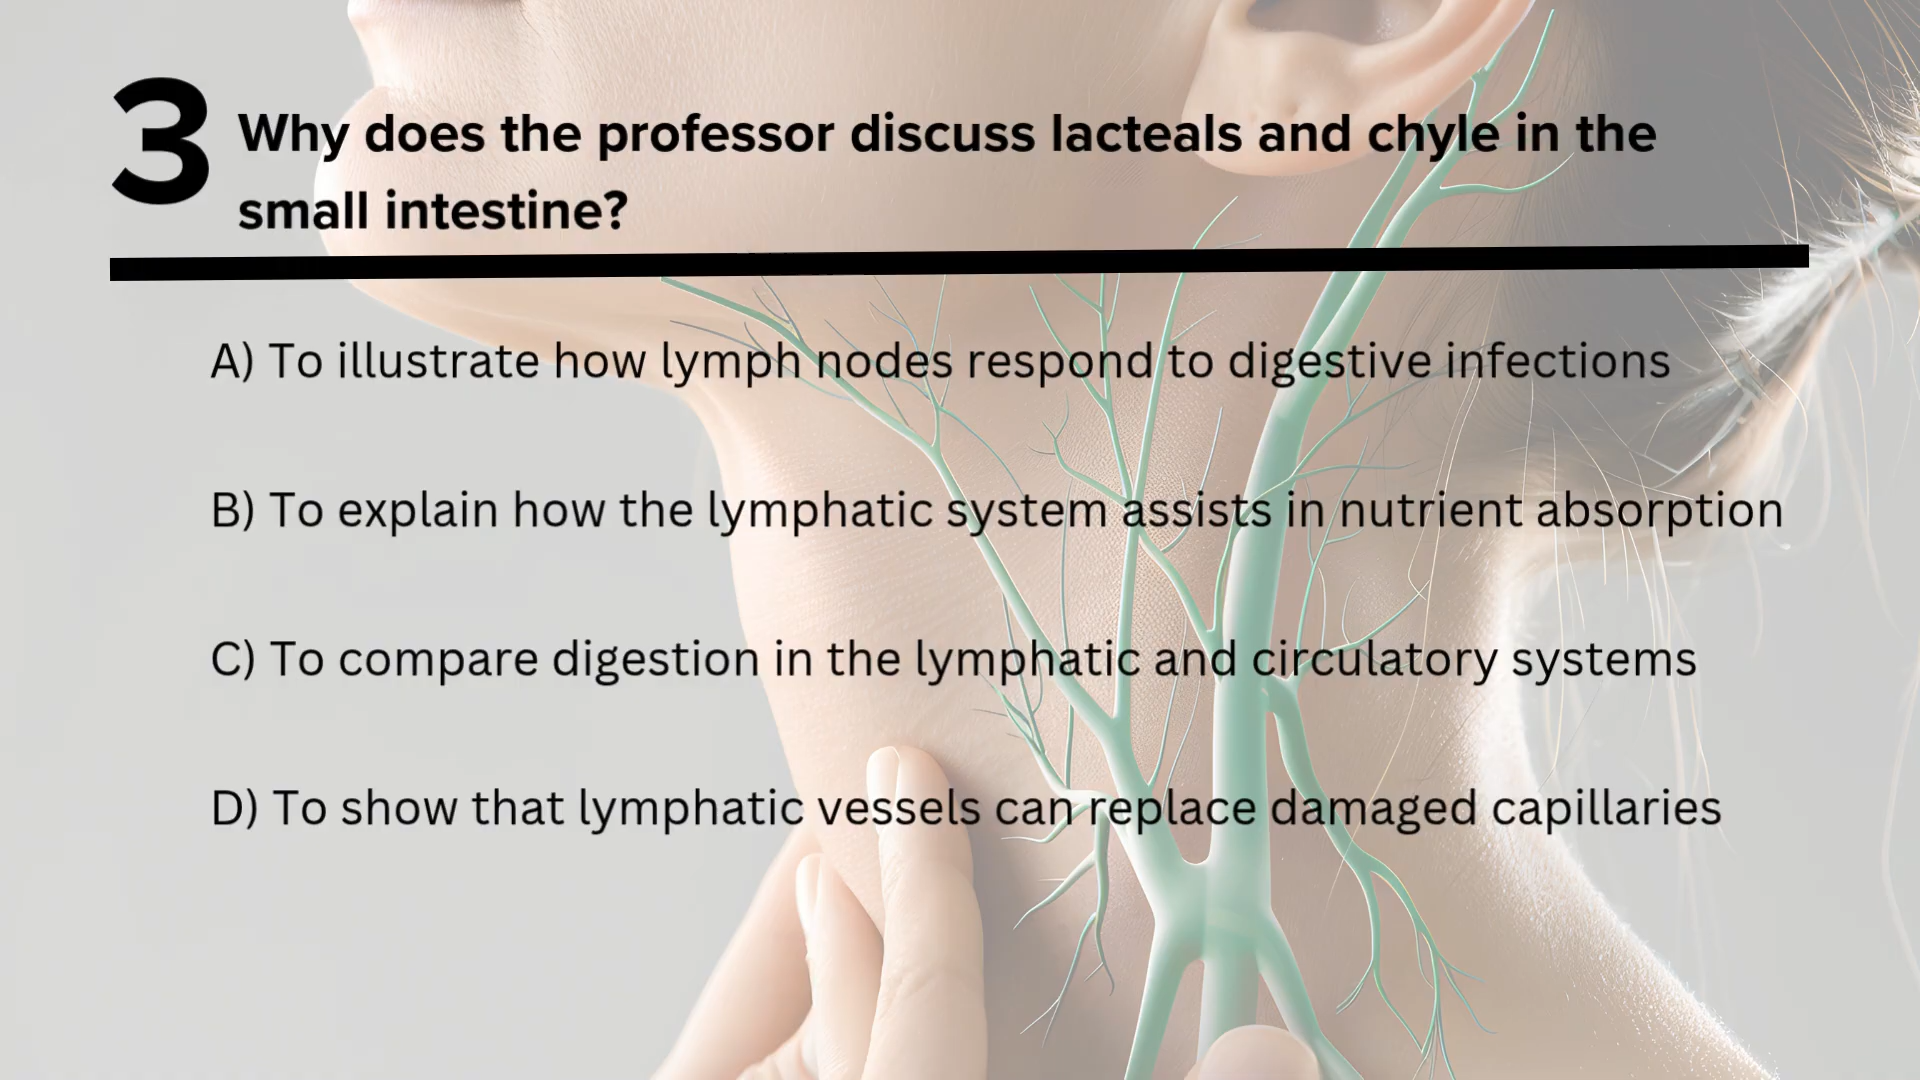 3 Why does the professor discuss lacteals and chyle in the
small intestine?
A) To illustrate how lymph nodes respond to digestive infections
B) To explain how the lymphatic system assists in nutrient absorption
C) To compare digestion in the lymphatic and circulatory systems
D) To show that lymphatic vessels can replace damaged capillaries